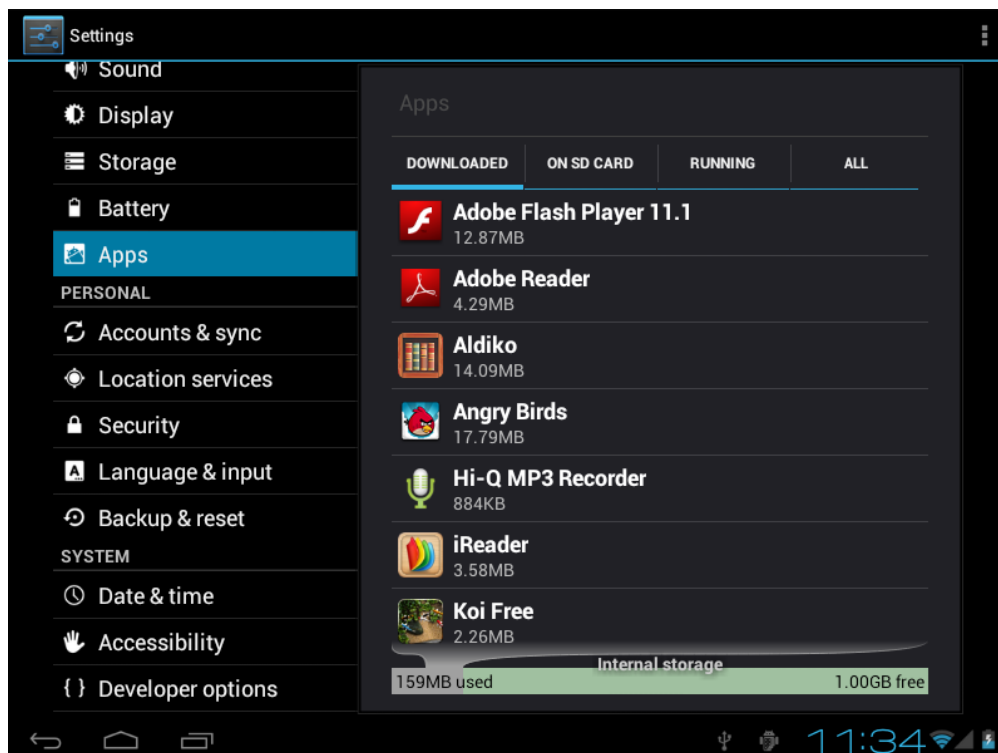 Settings
Sound
Display
Storage
Battery
Apps
PERSONAL
Accounts & sync
Location services
Security
Language & input
Backup & reset
SYSTEM
Date & time
Accessibility
{ } Developer options
Apps
DOWNLOADED ON SD CARD RUNNING ALL
Adobe Flash Player 11.1
12.87MB
Adobe Reader
4.29MB
Aldiko
14.09MB
Angry Birds
17.79MB
Hi-Q MP3 Recorder
884KB
iReader
3.58MB
Koi Free
2.26MB
Internal storage
159MB used 1.00GB free
11:34